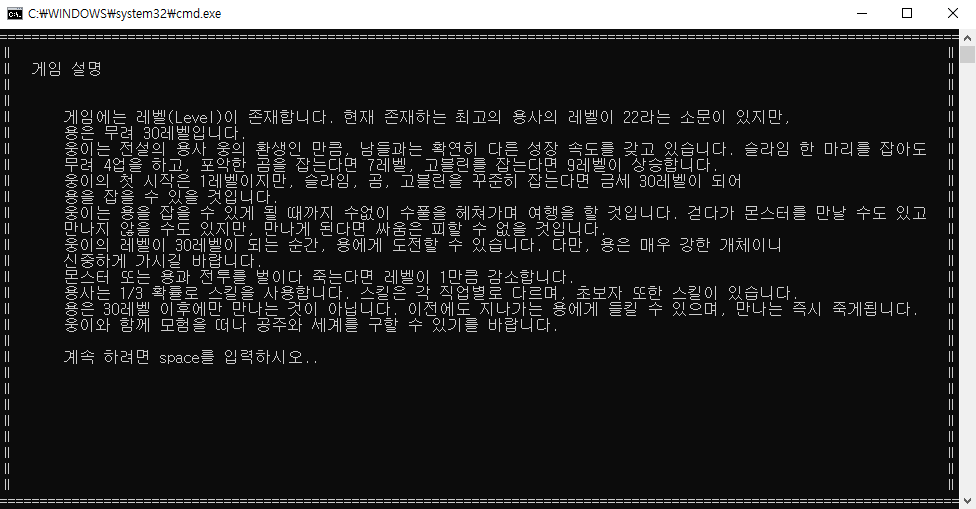 C:₩WINDOWS₩system32₩cmd.exe
게임 설명
게임에는 레벨(Level)이 존재합니다. 현재 존재하는 최고의 용사의 레벨이 22라는 소문이 있지만,
용은 무려 30레벨입니다.
웅이는 전설의 용사 웅의 환생인 만큼, 남들과는 확연히 다른 성장 속도를 갖고 있습니다. 슬라임 한 마리를 잡아도
무려 4업을 하고, 포악한 곰을 잡는다면 7레벨, 고블린를 잡는다면 9레벨이 상승합니다.
웅이의 첫 시작은 1레벨이지만, 슬라임, 곰, 고블린을 꾸준히 잡는다면 금세 30레벨이 되어
용을 잡을 수 있을 것입니다.
웅이는 용을 잡을 수 있게 될 때까지 수없이 수풀을 헤쳐가며 여행을 할 것입니다. 걷다가 몬스터를 만날 수도 있고
만나지 않을 수도 있지만, 만나게 된다면 싸움은 피할 수 없을 것입니다.
웅이의 레벨이 30레벨이 되는 순간, 용에게 도전할 수 있습니다. 다만, 용은 매우 강한 개체이니
신중하게 가시길 바랍니다.
몬스터 또는 용과 전투를 벌이다 죽는다면 레벨이 1만큼 감소합니다.
용사는 1/3 확률로 스킬을 사용합니다. 스킬은 각 직업별로 다르며, 초보자 또한 스킬이 있습니다.
용은 30레벨 이후에만 만나는 것이 아닙니다. 이전에도 지나가는 용에게 들킬 수 있으며, 만나는 즉시 죽게됩니다.
웅이와 함께 모험을 떠나 공주와 세계를 구할 수 있기를 바랍니다.
계속 하려면 space를 입력하시오..